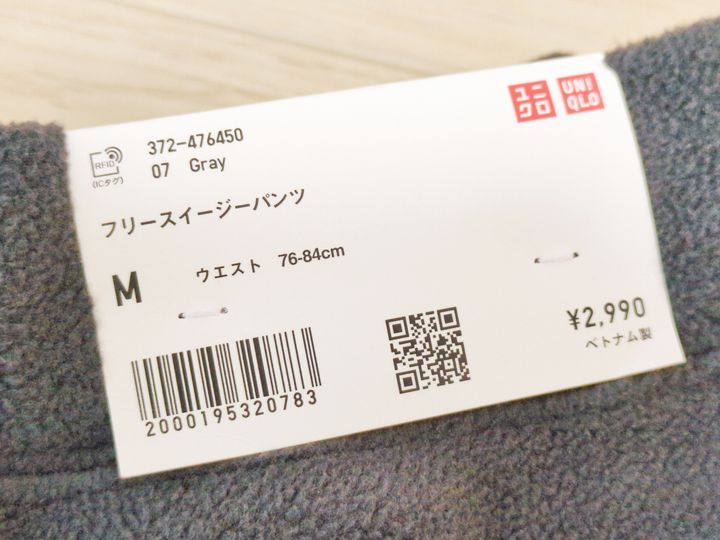 ユニクロ
UNIQLO
RFID
(ICタグ)
372-476450
07 Gray
フリースイージーパンツ
M
ウエスト 76-84cm
¥2,990
ベトナム製
2000195320783